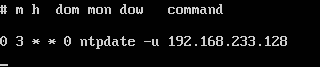 # m h  dom mon dow   command
0 3 * * 0 ntpdate -u 192.168.233.128